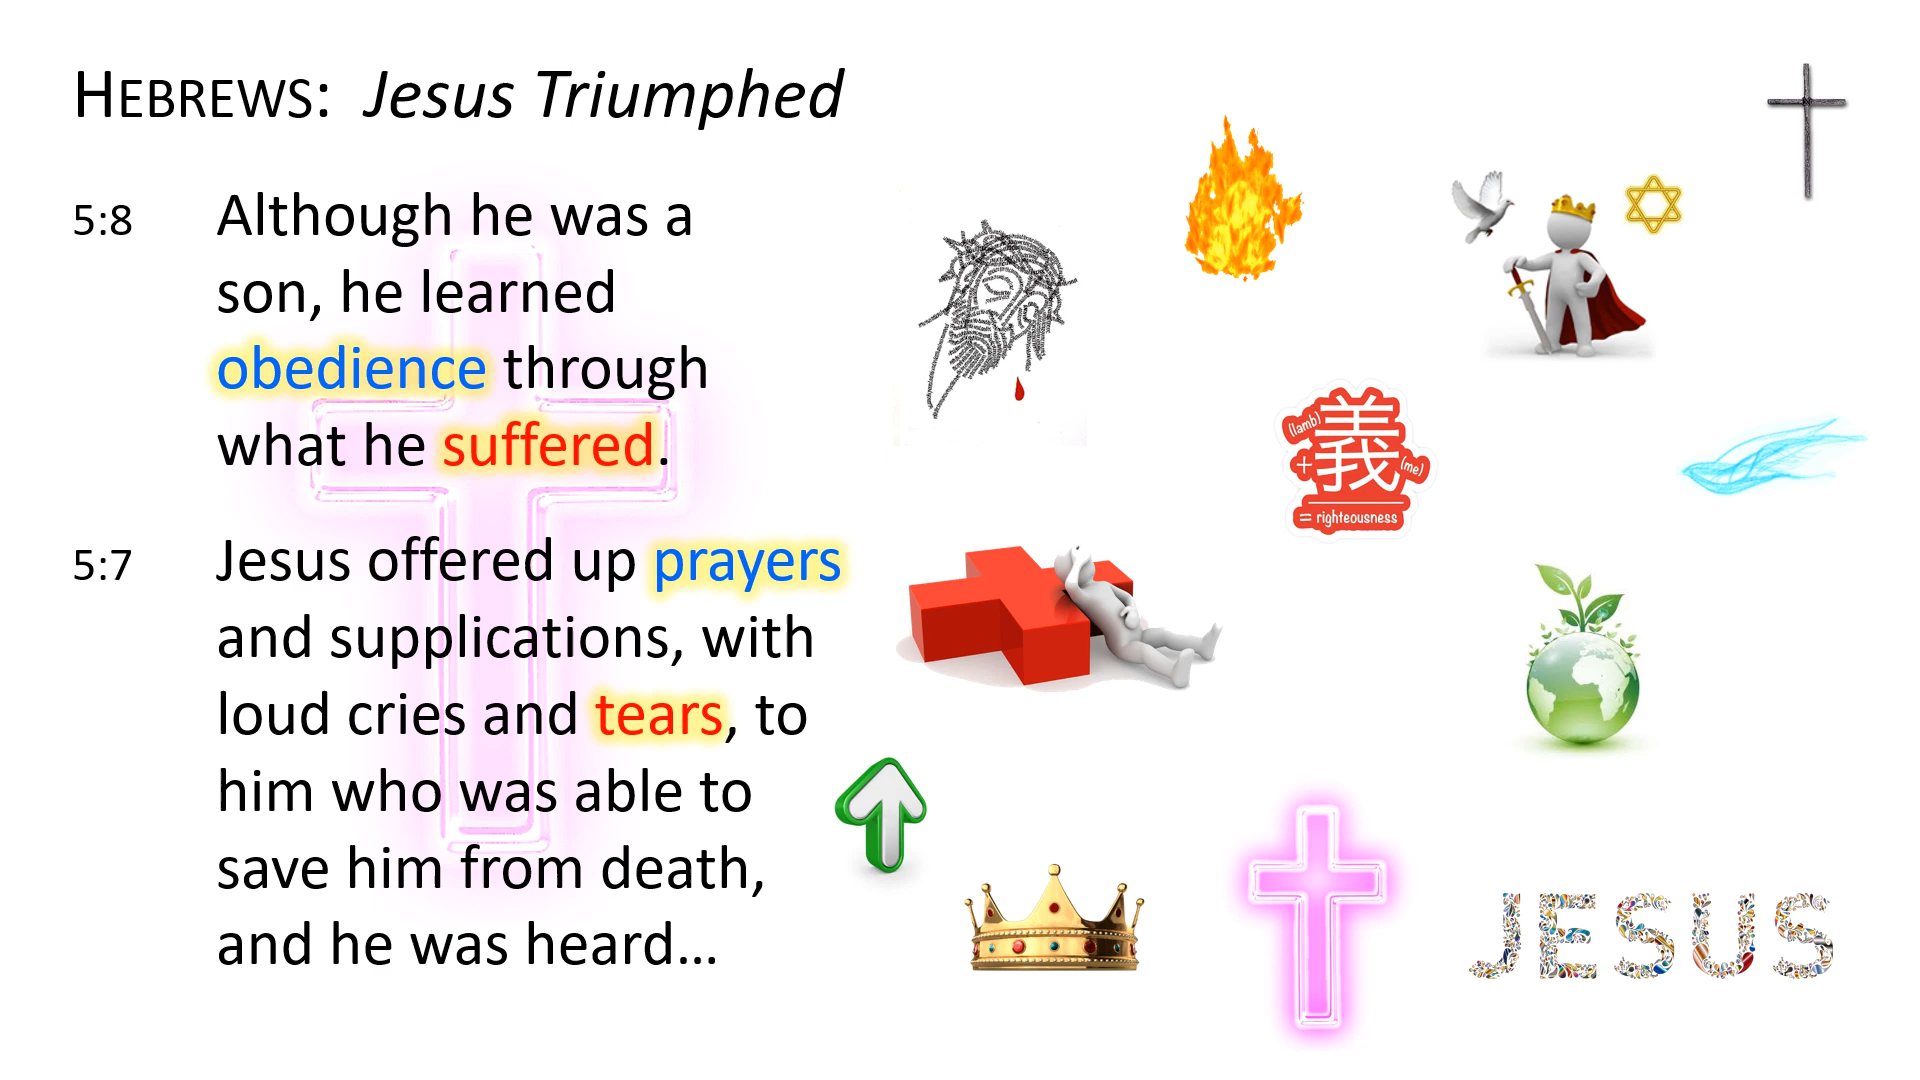 HEBREWS: Jesus Triumphed
5:8 Although he was a
son, he learned
obedience through
what he suffered.
5:7 Jesus offered up prayers
and supplications, with
loud cries and tears, to
him who was able to
save him from death,
and he was heard…
(lamb)
+
義
(me)
= righteousness
JESUS